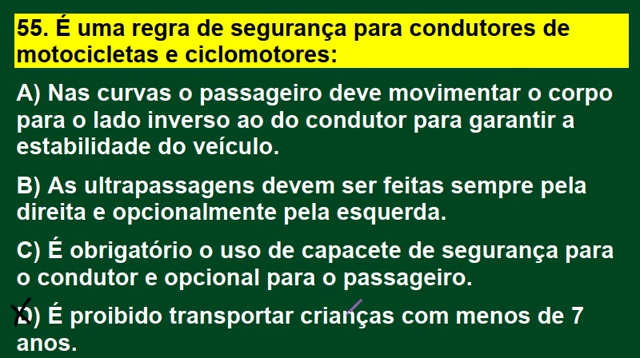 55. É uma regra de segurança para condutores de
motocicletas e ciclomotores:
A) Nas curvas o passageiro deve movimentar o corpo
para o lado inverso ao do condutor para garantir a
estabilidade do veículo.
B) As ultrapassagens devem ser feitas sempre pela
direita e opcionalmente pela esquerda.
C) É obrigatório o uso de capacete de segurança para
o condutor e opcional para o passageiro.
D) É proibido transportar crianças com menos de 7
anos.